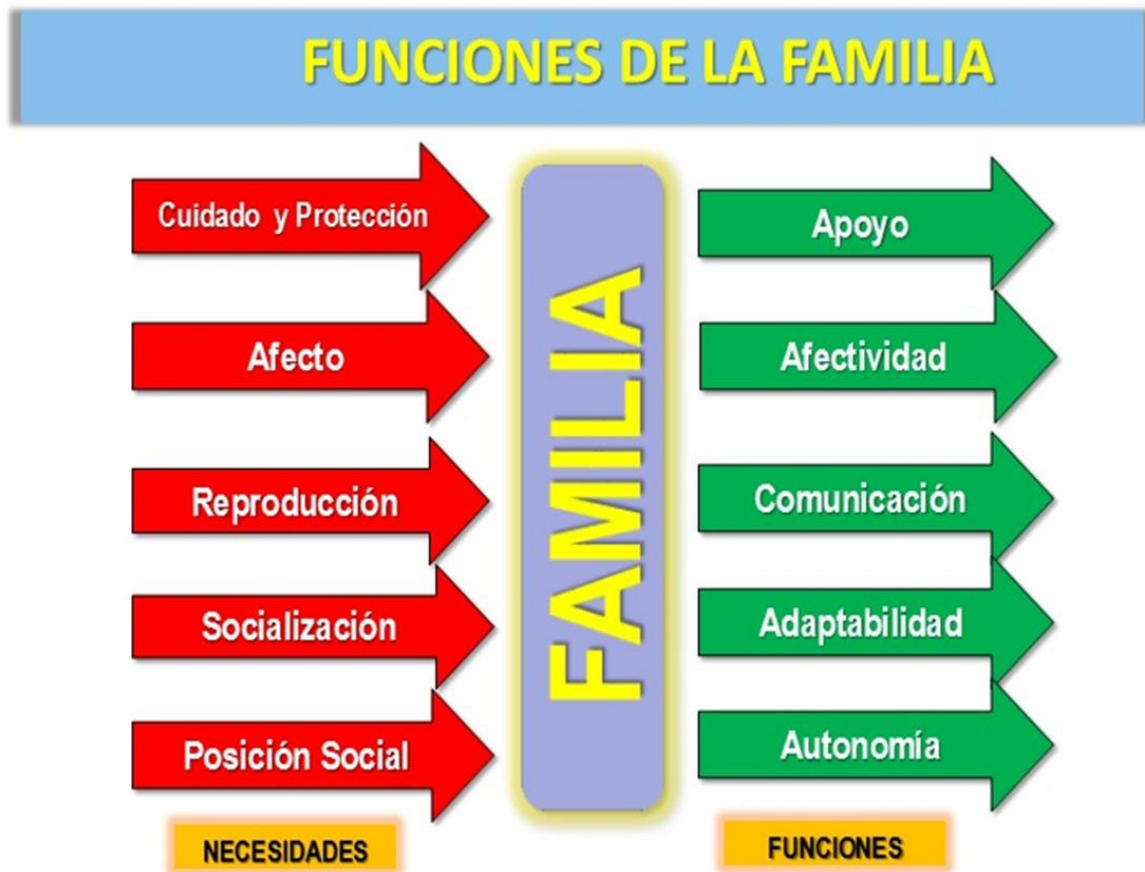 FUNCIONES DE LA FAMILIA
Cuidado y Protección
Afecto
Reproducción
Socialización
Posición Social
NECESIDADES
FAMILIA
Apoyo
Afectividad
Comunicación
Adaptabilidad
Autonomía
FUNCIONES